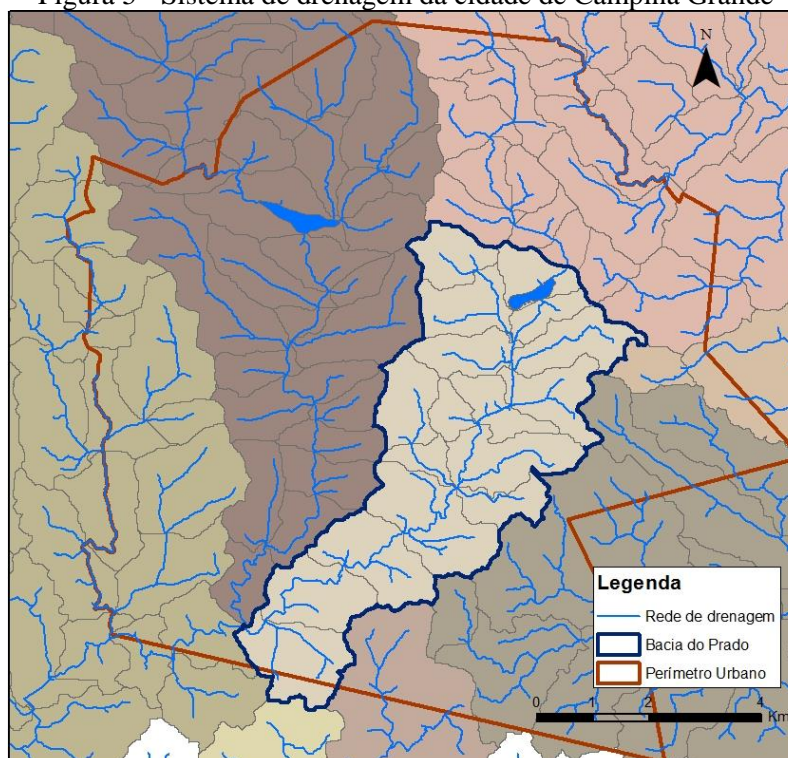 Figura 3 - Sistema de drenagem da cidade de Campina Grande
N
Legenda
Rede de drenagem
Bacia do Prado
Perímetro Urbano
0 1 2 4
Km